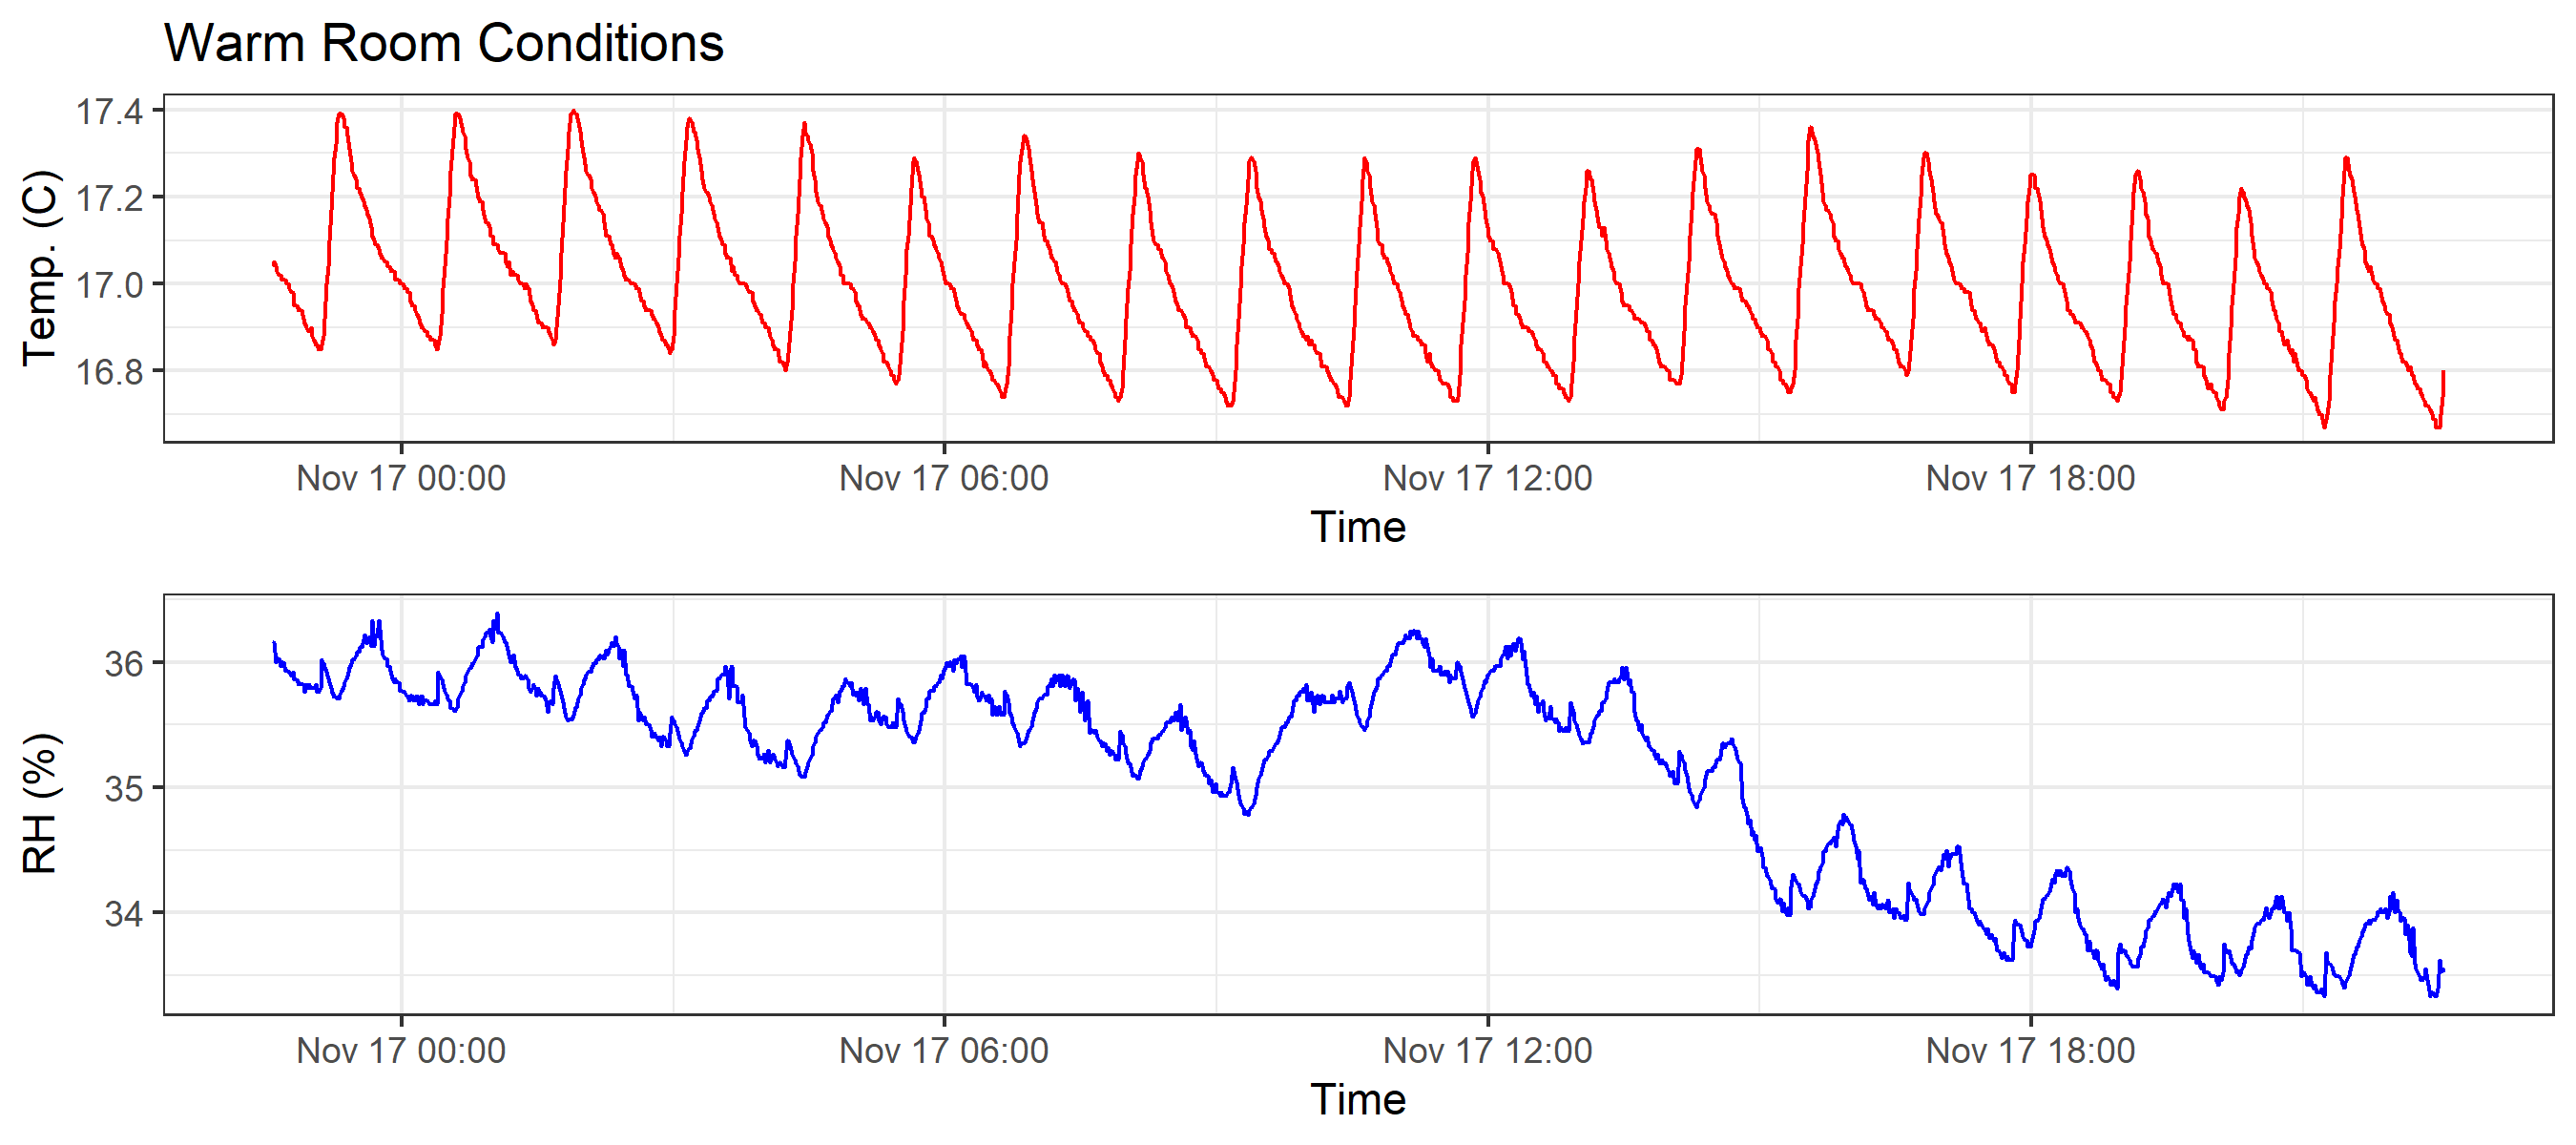 Warm Room Conditions
Temp. (C)
17.4
17.2
17.0
16.8
Nov 17 00:00 Nov 17 06:00 Nov 17 12:00 Nov 17 18:00
Time
RH (%)
36
35
34
Nov 17 00:00 Nov 17 06:00 Nov 17 12:00 Nov 17 18:00
Time